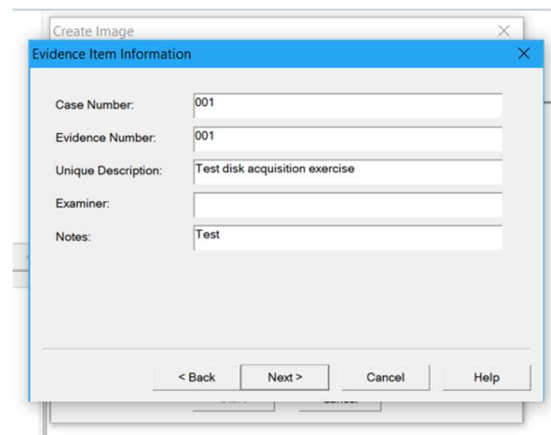 Create Image
Evidence Item Information
Case Number: 001
Evidence Number: 001
Unique Description: Test disk acquisition exercise
Examiner:
Notes: Test
< Back Next > Cancel Help